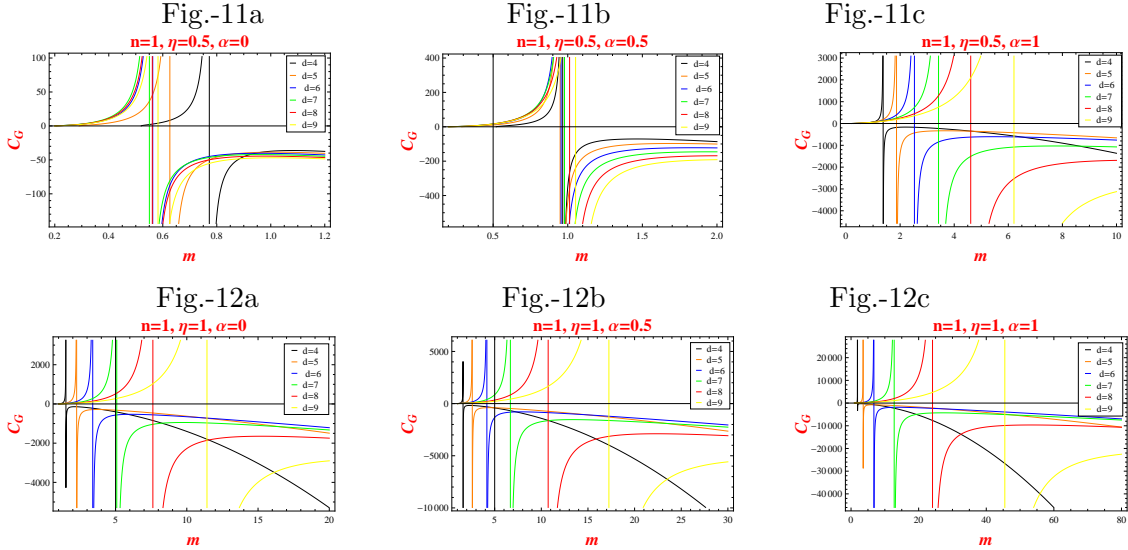 Fig.-11a
n=1, η=0.5, α=0
C_G
100
50
0
-50
-100
0.2 0.4 0.6 0.8 1.0 1.2
m
d=4
d=5
d=6
d=7
d=8
d=9
Fig.-11b
n=1, η=0.5, α=0.5
C_G
400
200
0
-200
-400
0.5 1.0 1.5 2.0
m
d=4
d=5
d=6
d=7
d=8
d=9
Fig.-11c
n=1, η=0.5, α=1
C_G
3000
2000
1000
0
-1000
-2000
-3000
-4000
0 2 4 6 8 10
m
d=4
d=5
d=6
d=7
d=8
d=9
Fig.-12a
n=1, η=1, α=0
C_G
2000
0
-2000
-4000
5 10 15 20
m
d=4
d=5
d=6
d=7
d=8
d=9
Fig.-12b
n=1, η=1, α=0.5
C_G
5000
0
-5000
-10000
5 10 15 20 25 30
m
d=4
d=5
d=6
d=7
d=8
d=9
Fig.-12c
n=1, η=1, α=1
C_G
20000
10000
0
-10000
-20000
-30000
-40000
0 20 40 60 80
m
d=4
d=5
d=6
d=7
d=8
d=9